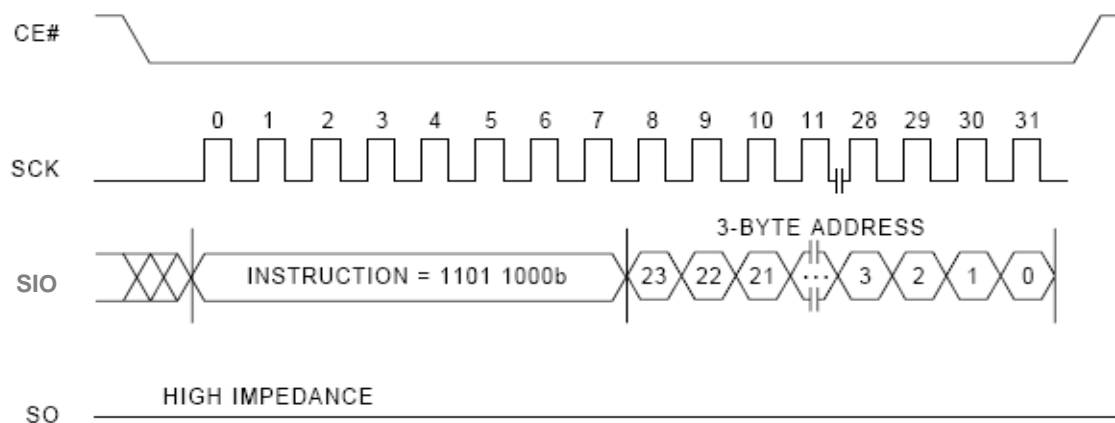 CE#
0 1 2 3 4 5 6 7 8 9 10 11 28 29 30 31
SCK
3-BYTE ADDRESS
SIO INSTRUCTION = 1101 1000b 23 22 21 ... 3 2 1 0
HIGH IMPEDANCE
SO